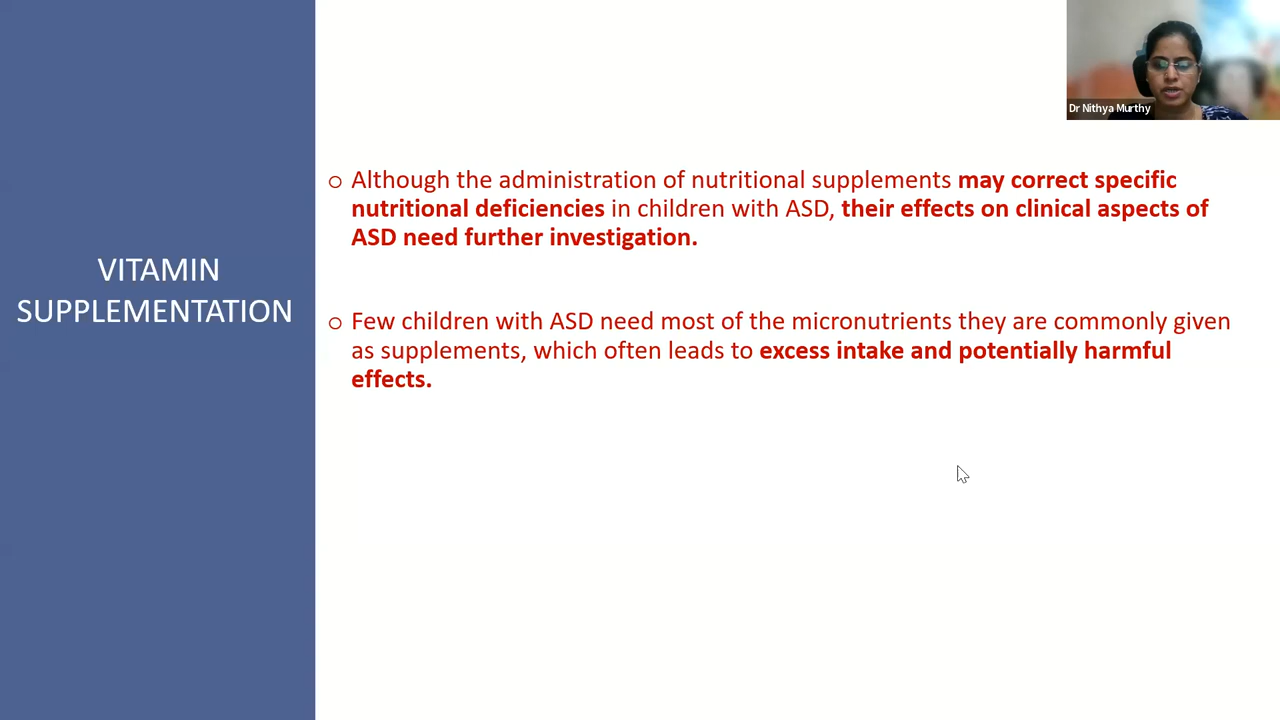 Dr Nithya Murthy
VITAMIN
SUPPLEMENTATION
o Although the administration of nutritional supplements may correct specific
nutritional deficiencies in children with ASD, their effects on clinical aspects of
ASD need further investigation.
o Few children with ASD need most of the micronutrients they are commonly given
as supplements, which often leads to excess intake and potentially harmful
effects.